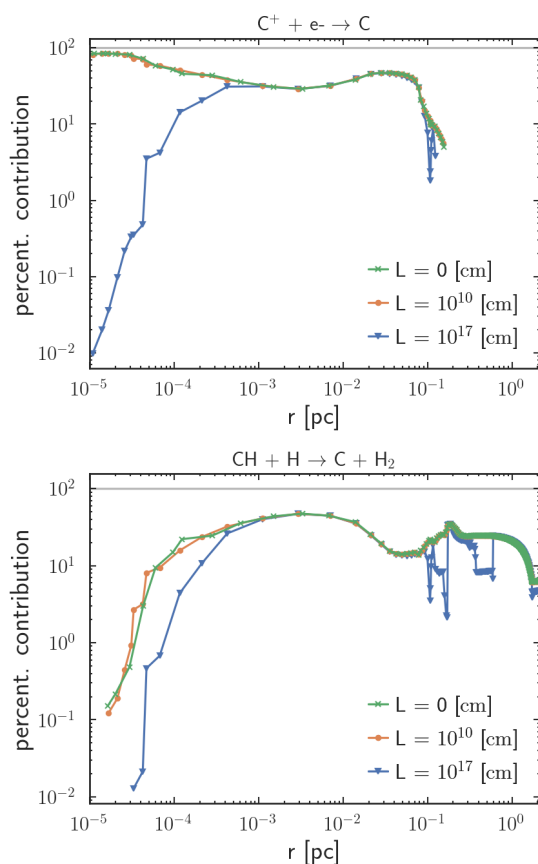 C⁺ + e- → C
10²
10¹
10⁰
10⁻¹
10⁻²
percent. contribution
L = 0 [cm]
L = 10¹⁰ [cm]
L = 10¹⁷ [cm]
10⁻⁵ 10⁻⁴ 10⁻³ 10⁻² 10⁻¹ 10⁰
r [pc]
CH + H → C + H₂
10²
10¹
10⁰
10⁻¹
10⁻²
percent. contribution
L = 0 [cm]
L = 10¹⁰ [cm]
L = 10¹⁷ [cm]
10⁻⁵ 10⁻⁴ 10⁻³ 10⁻² 10⁻¹ 10⁰
r [pc]